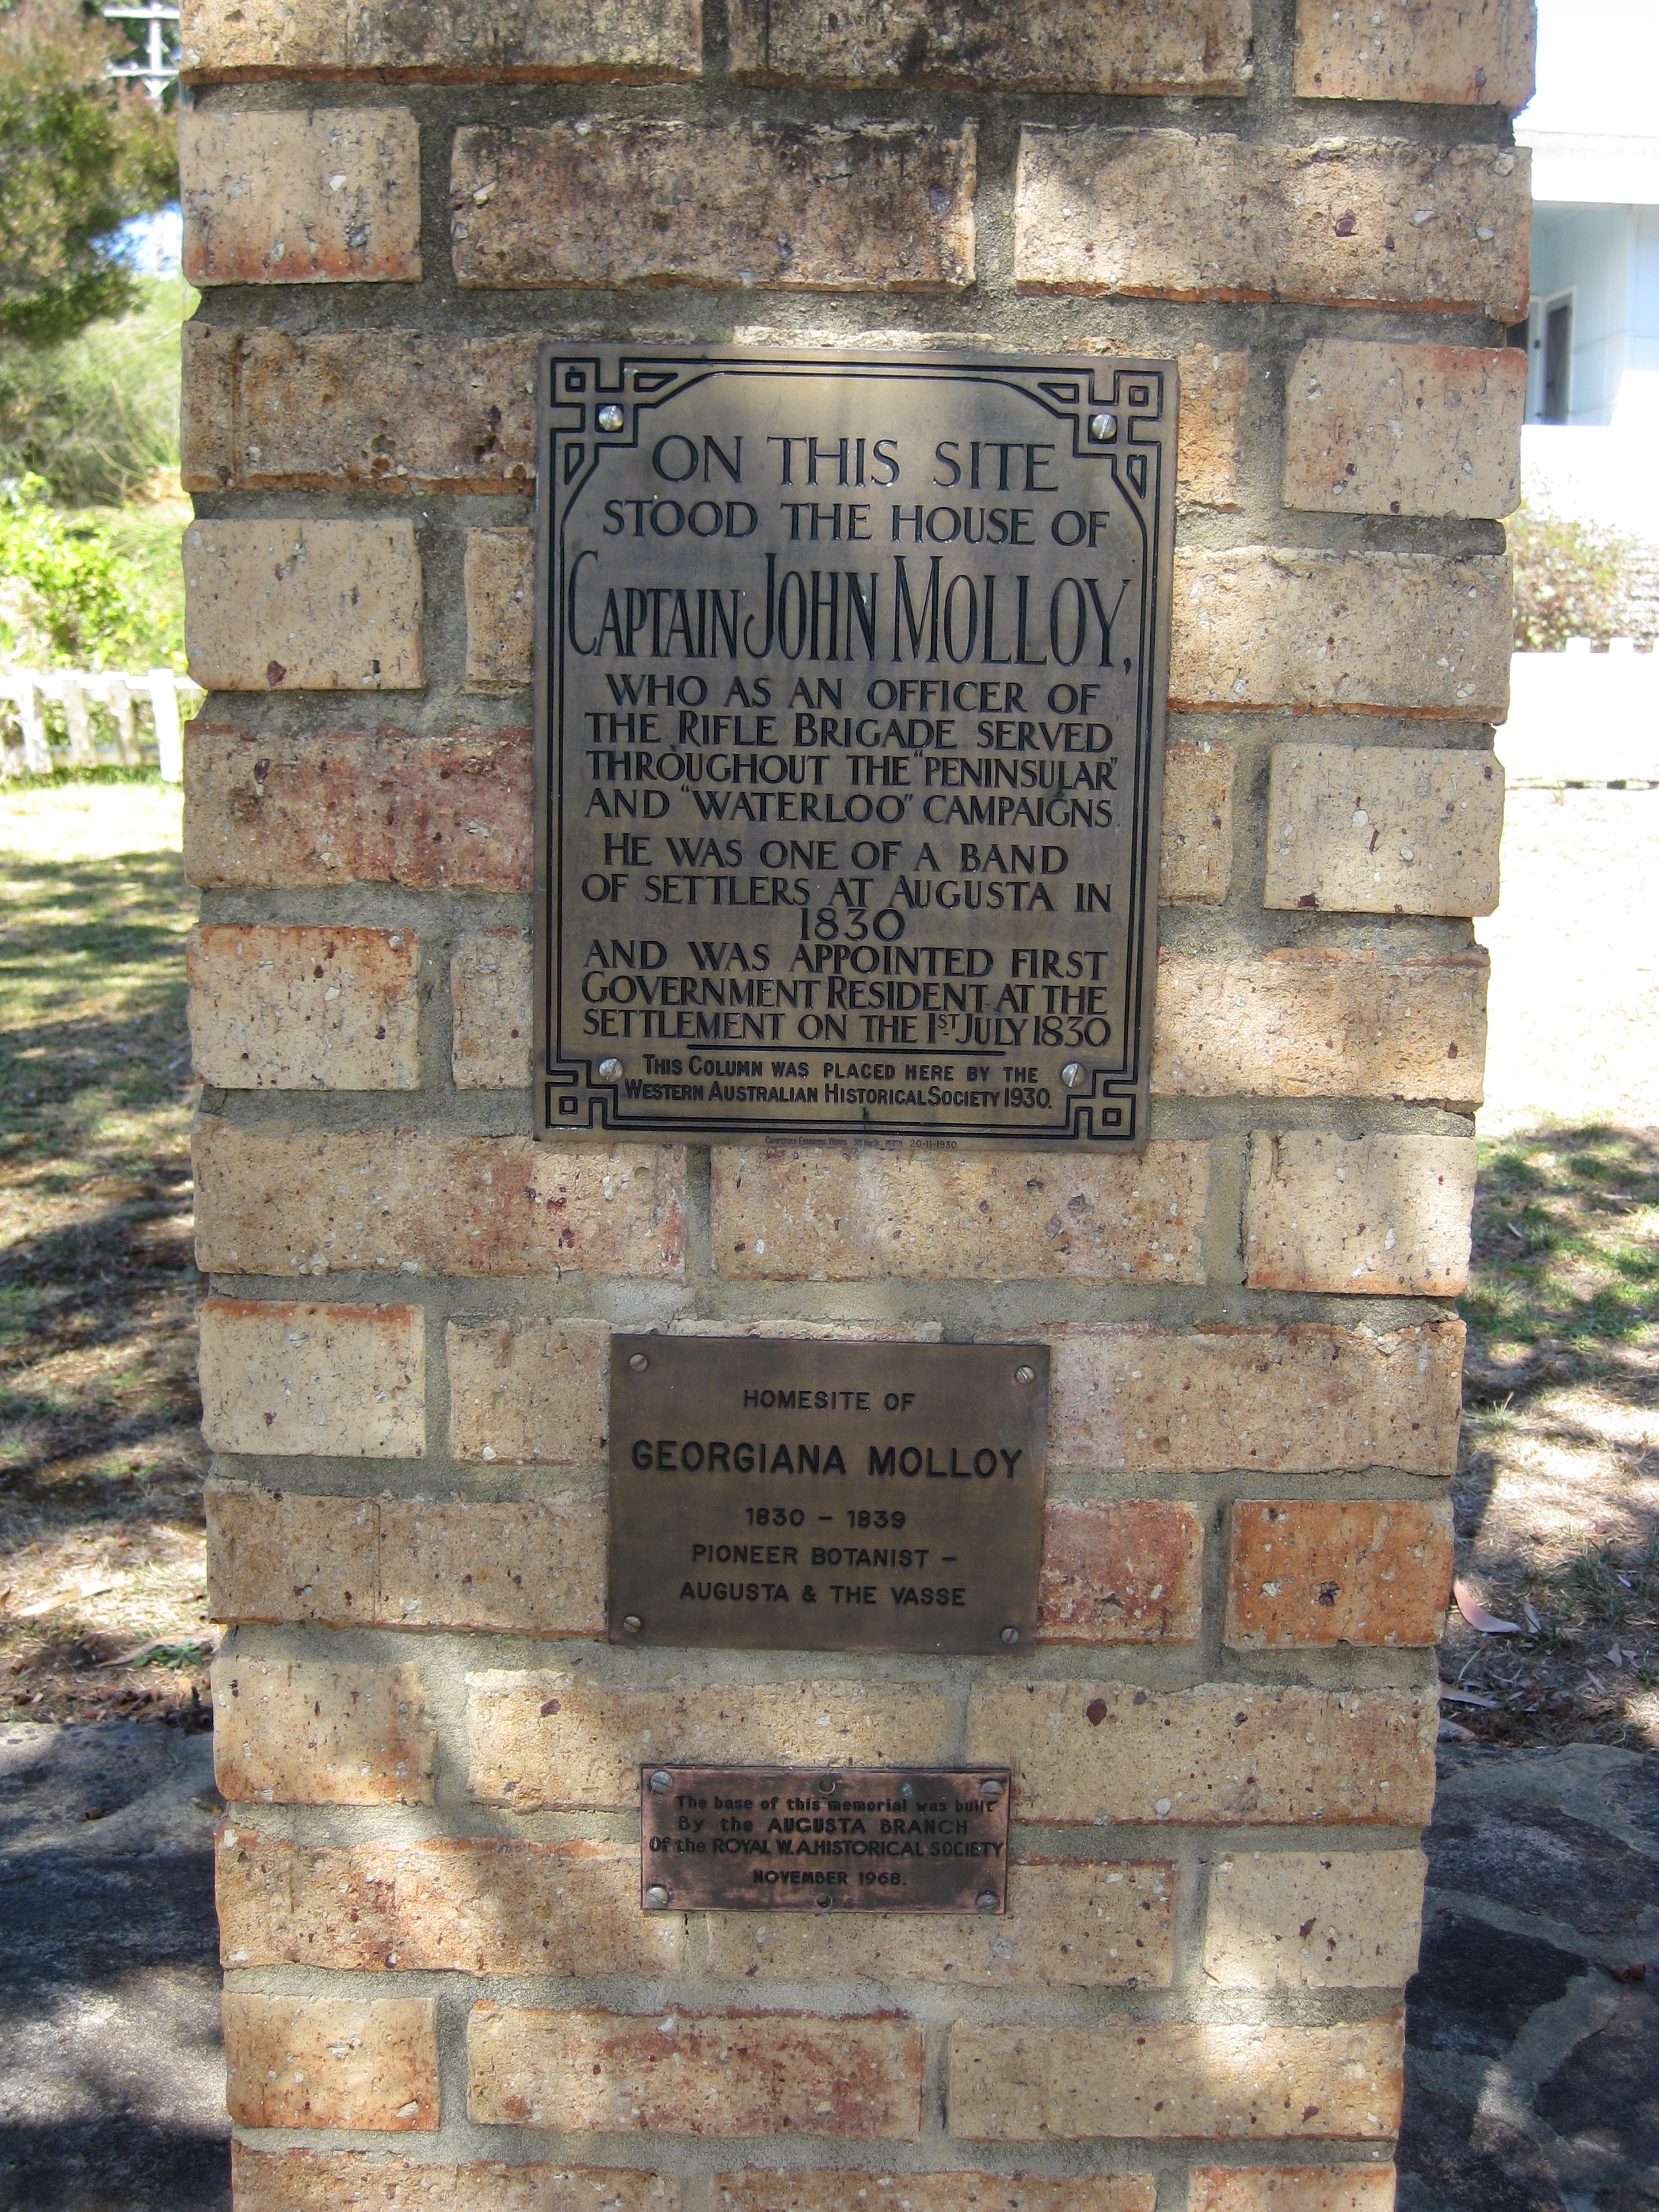 ON THIS SITE
STOOD THE HOUSE OF
CAPTAIN JOHN MOLLOY,
WHO AS AN OFFICER OF
THE RIFLE BRIGADE SERVED
THROUGHOUT THE "PENINSULAR"
AND "WATERLOO" CAMPAIGNS
HE WAS ONE OF A BAND
OF SETTLERS AT AUGUSTA IN
1830
AND WAS APPOINTED FIRST
GOVERNMENT RESIDENT AT THE
SETTLEMENT ON THE 1ST JULY 1830
THIS COLUMN WAS PLACED HERE BY THE
WESTERN AUSTRALIAN HISTORICAL SOCIETY 1930.
PERTH 20-11-1930
HOMESITE OF
GEORGIANA MOLLOY
1830 - 1839
PIONEER BOTANIST -
AUGUSTA & THE VASSE
The base of this memorial was built
By the AUGUSTA BRANCH
Of the ROYAL W.A.HISTORICAL SOCIETY
NOVEMBER 1968.